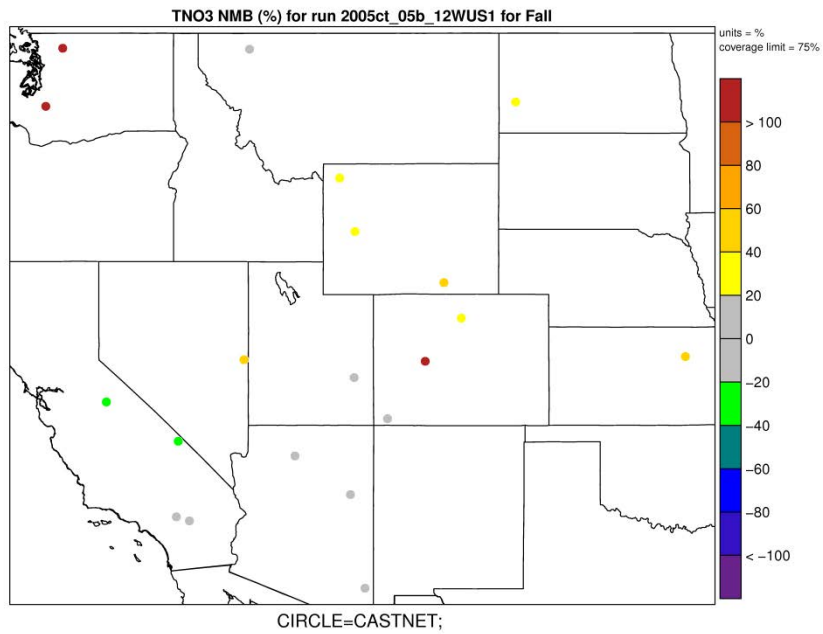 TNO3 NMB (%) for run 2005ct_05b_12WUS1 for Fall
units = %
coverage limit = 75%
> 100
80
60
40
20
0
−20
−40
−60
−80
< −100
CIRCLE=CASTNET;